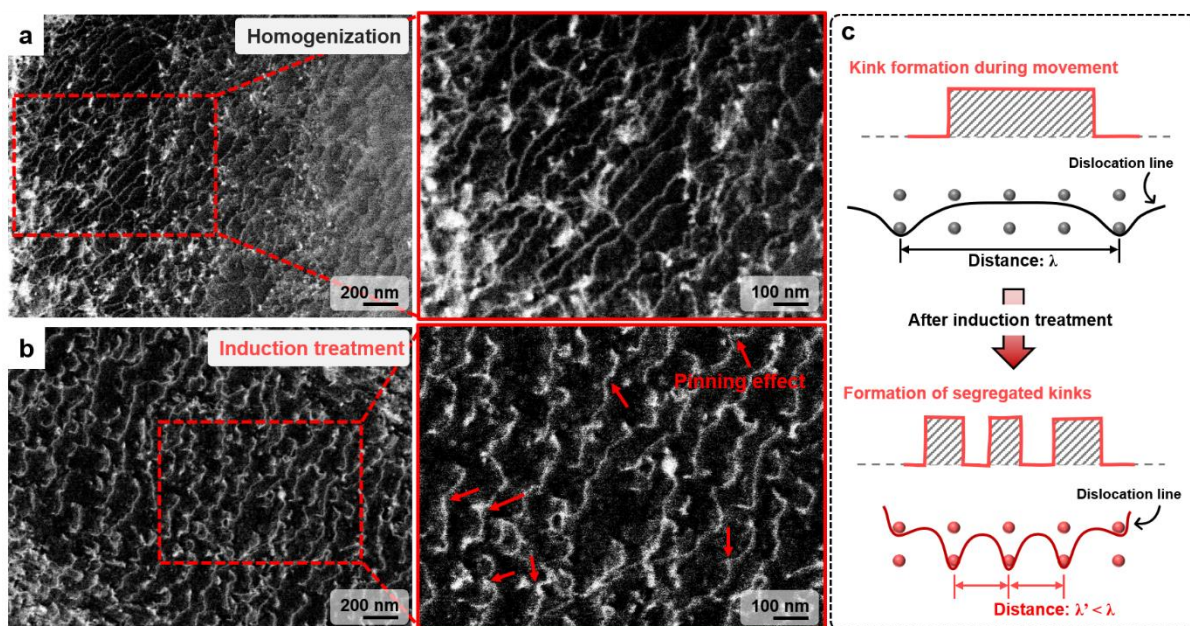 a
Homogenization
200 nm
100 nm
b
Induction treatment
200 nm
Pinning effect
100 nm
c
Kink formation during movement
Dislocation line
Distance: λ
After induction treatment
Formation of segregated kinks
Dislocation line
Distance: λ’ < λ